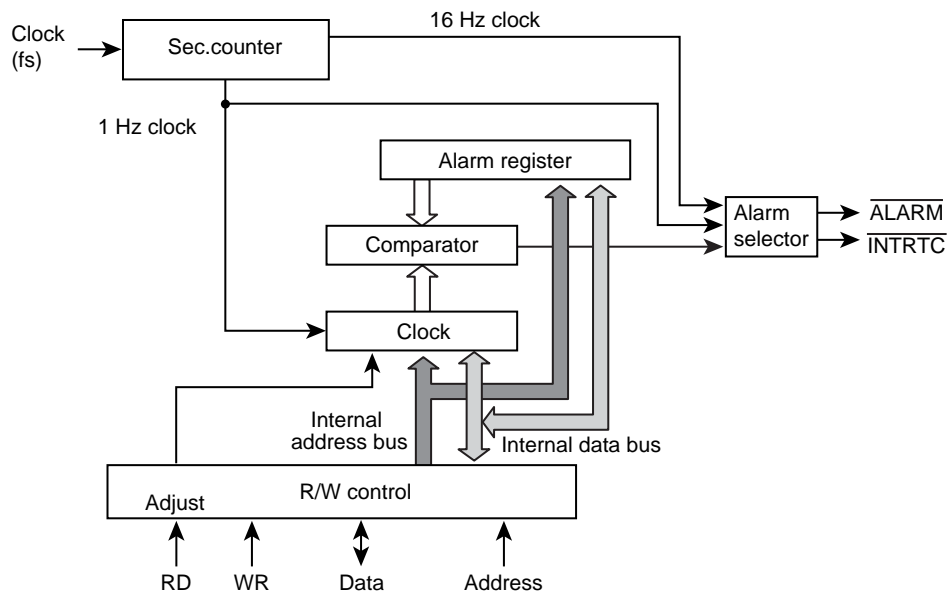 16 Hz clock
Clock
(fs)
Sec.counter
1 Hz clock
Alarm register
Alarm
selector
ALARM
INTRTC
Comparator
Clock
Internal
address bus
Internal data bus
R/W control
Adjust
RD
WR
Data
Address